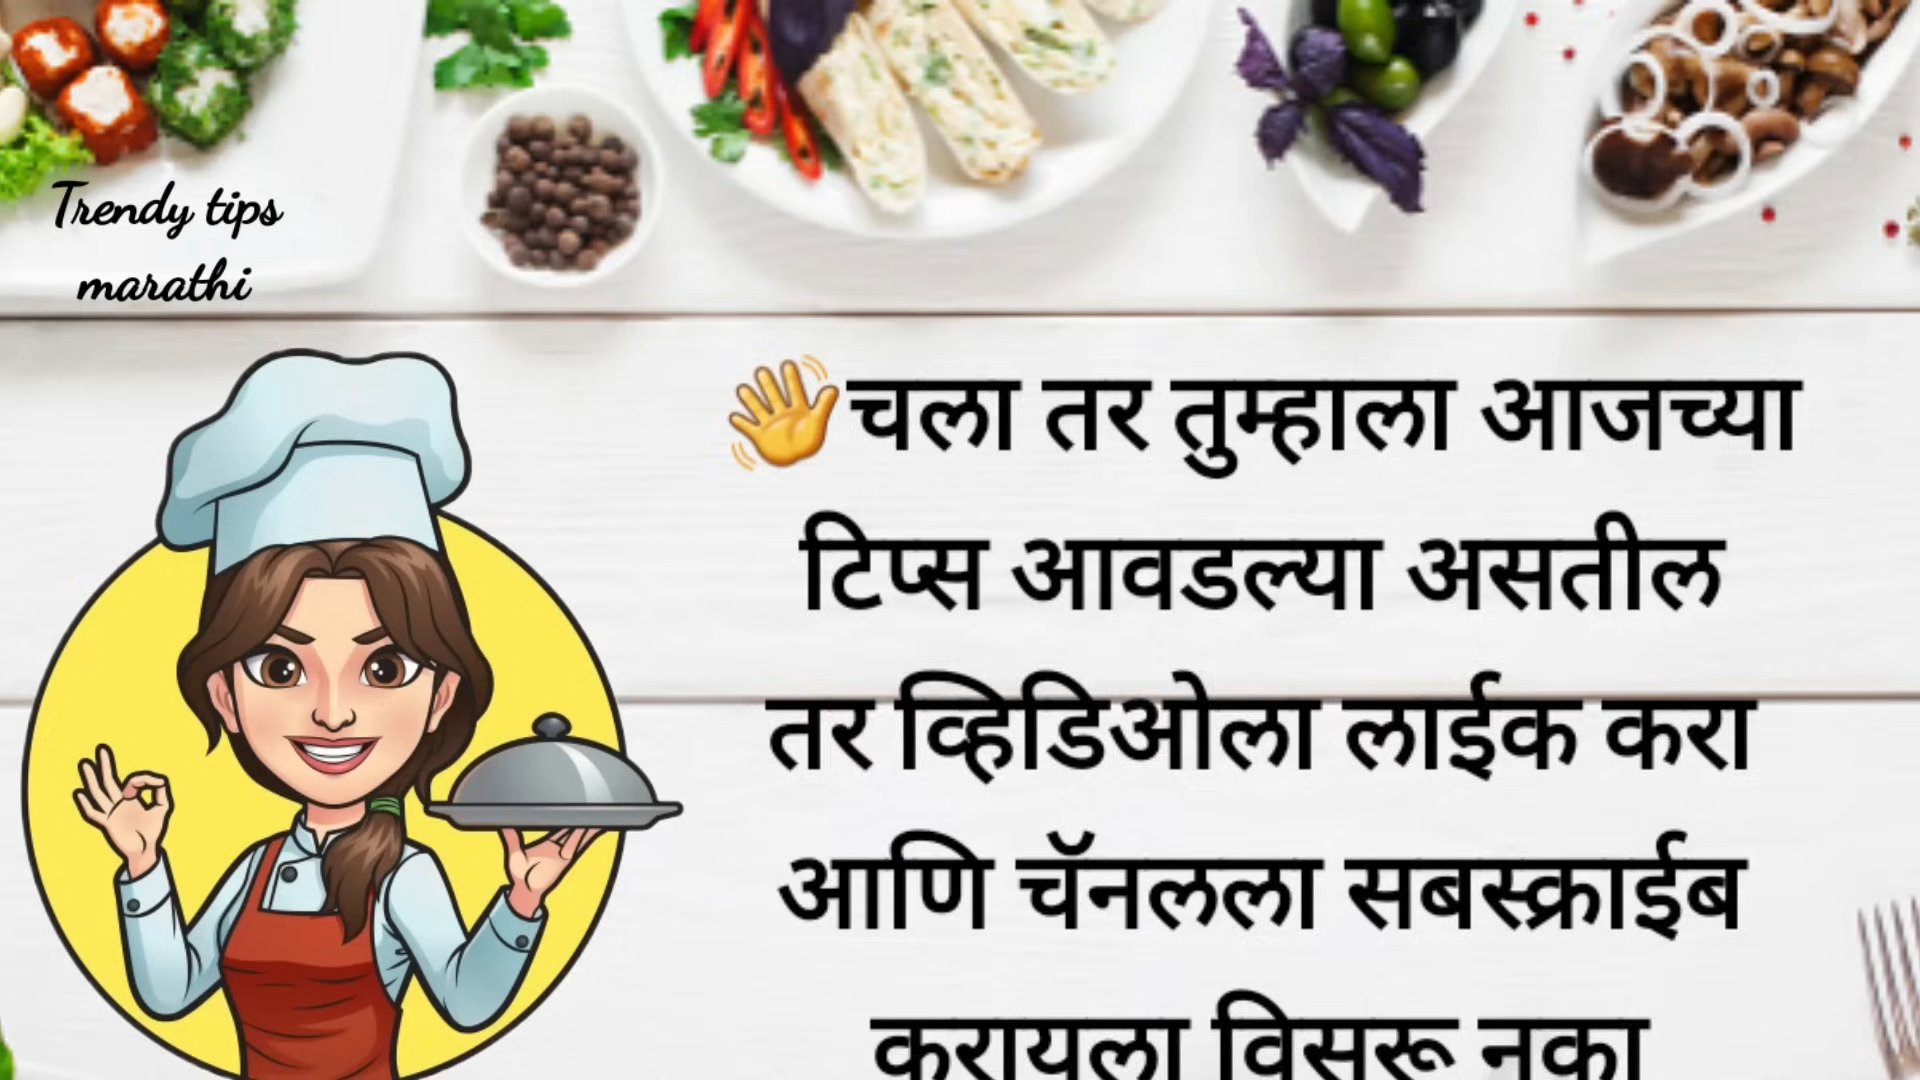 Trendy tips
marathi
👋चला तर तुम्हाला आजच्या
टिप्स आवडल्या असतील
तर व्हिडिओला लाईक करा
आणि चॅनलला सबस्क्राईब
करायला विसरू नका